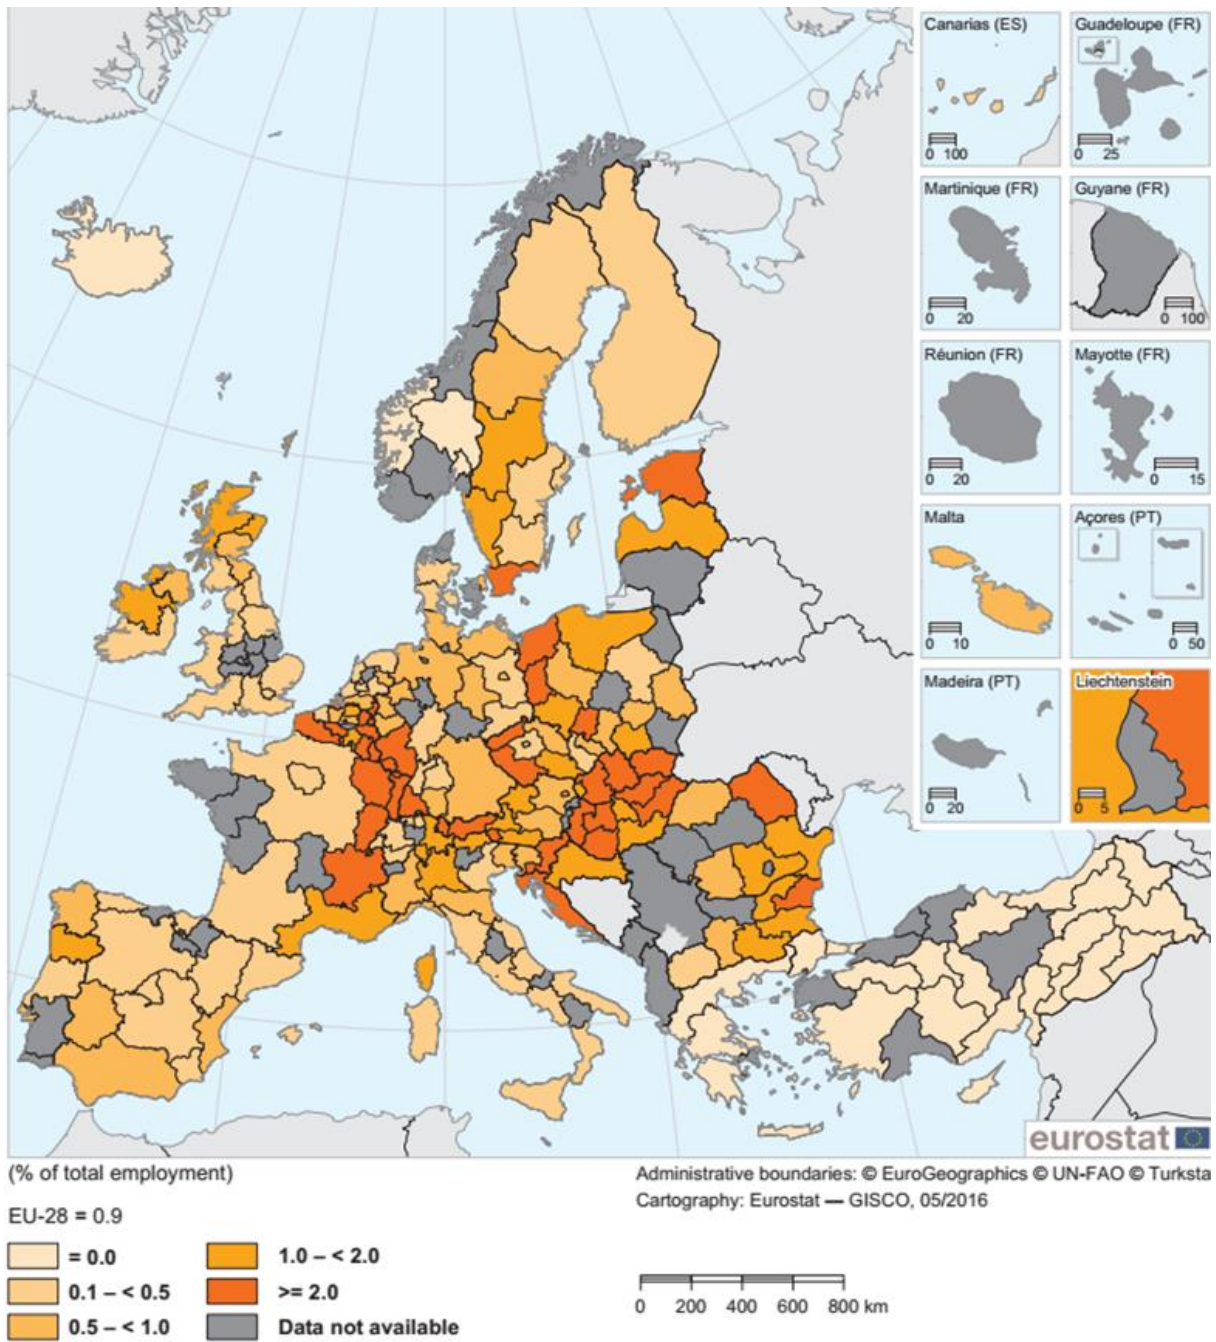 Canarias (ES)
0 100
Guadeloupe (FR)
0 25
Martinique (FR)
0 20
Guyane (FR)
0 100
Réunion (FR)
0 20
Mayotte (FR)
0 15
Malta
0 10
Açores (PT)
0 50
Madeira (PT)
0 20
Liechtenstein
0 5
eurostat
(% of total employment)
Administrative boundaries: © EuroGeographics © UN-FAO © Turksta
Cartography: Eurostat — GISCO, 05/2016
EU-28 = 0.9
= 0.0
0.1 – < 0.5
0.5 – < 1.0
1.0 – < 2.0
>= 2.0
Data not available
0 200 400 600 800 km